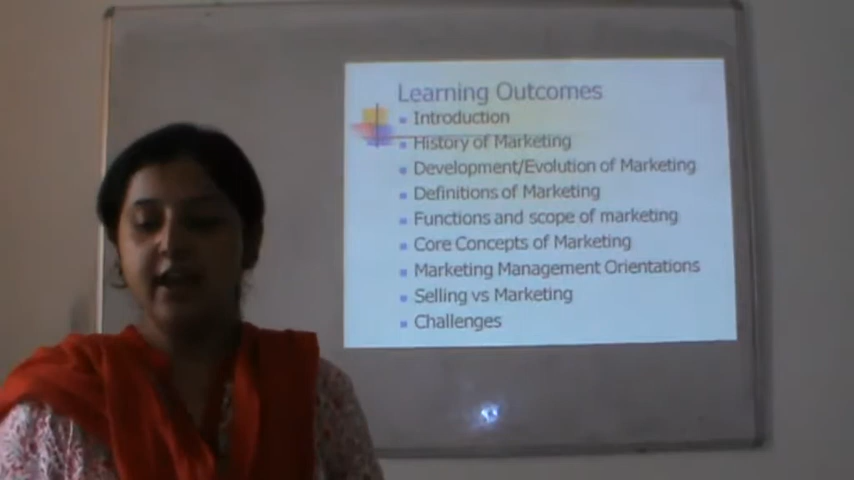 Learning Outcomes
Introduction
History of Marketing
Development/Evolution of Marketing
Definitions of Marketing
Functions and scope of marketing
Core Concepts of Marketing
Marketing Management Orientations
Selling vs Marketing
Challenges